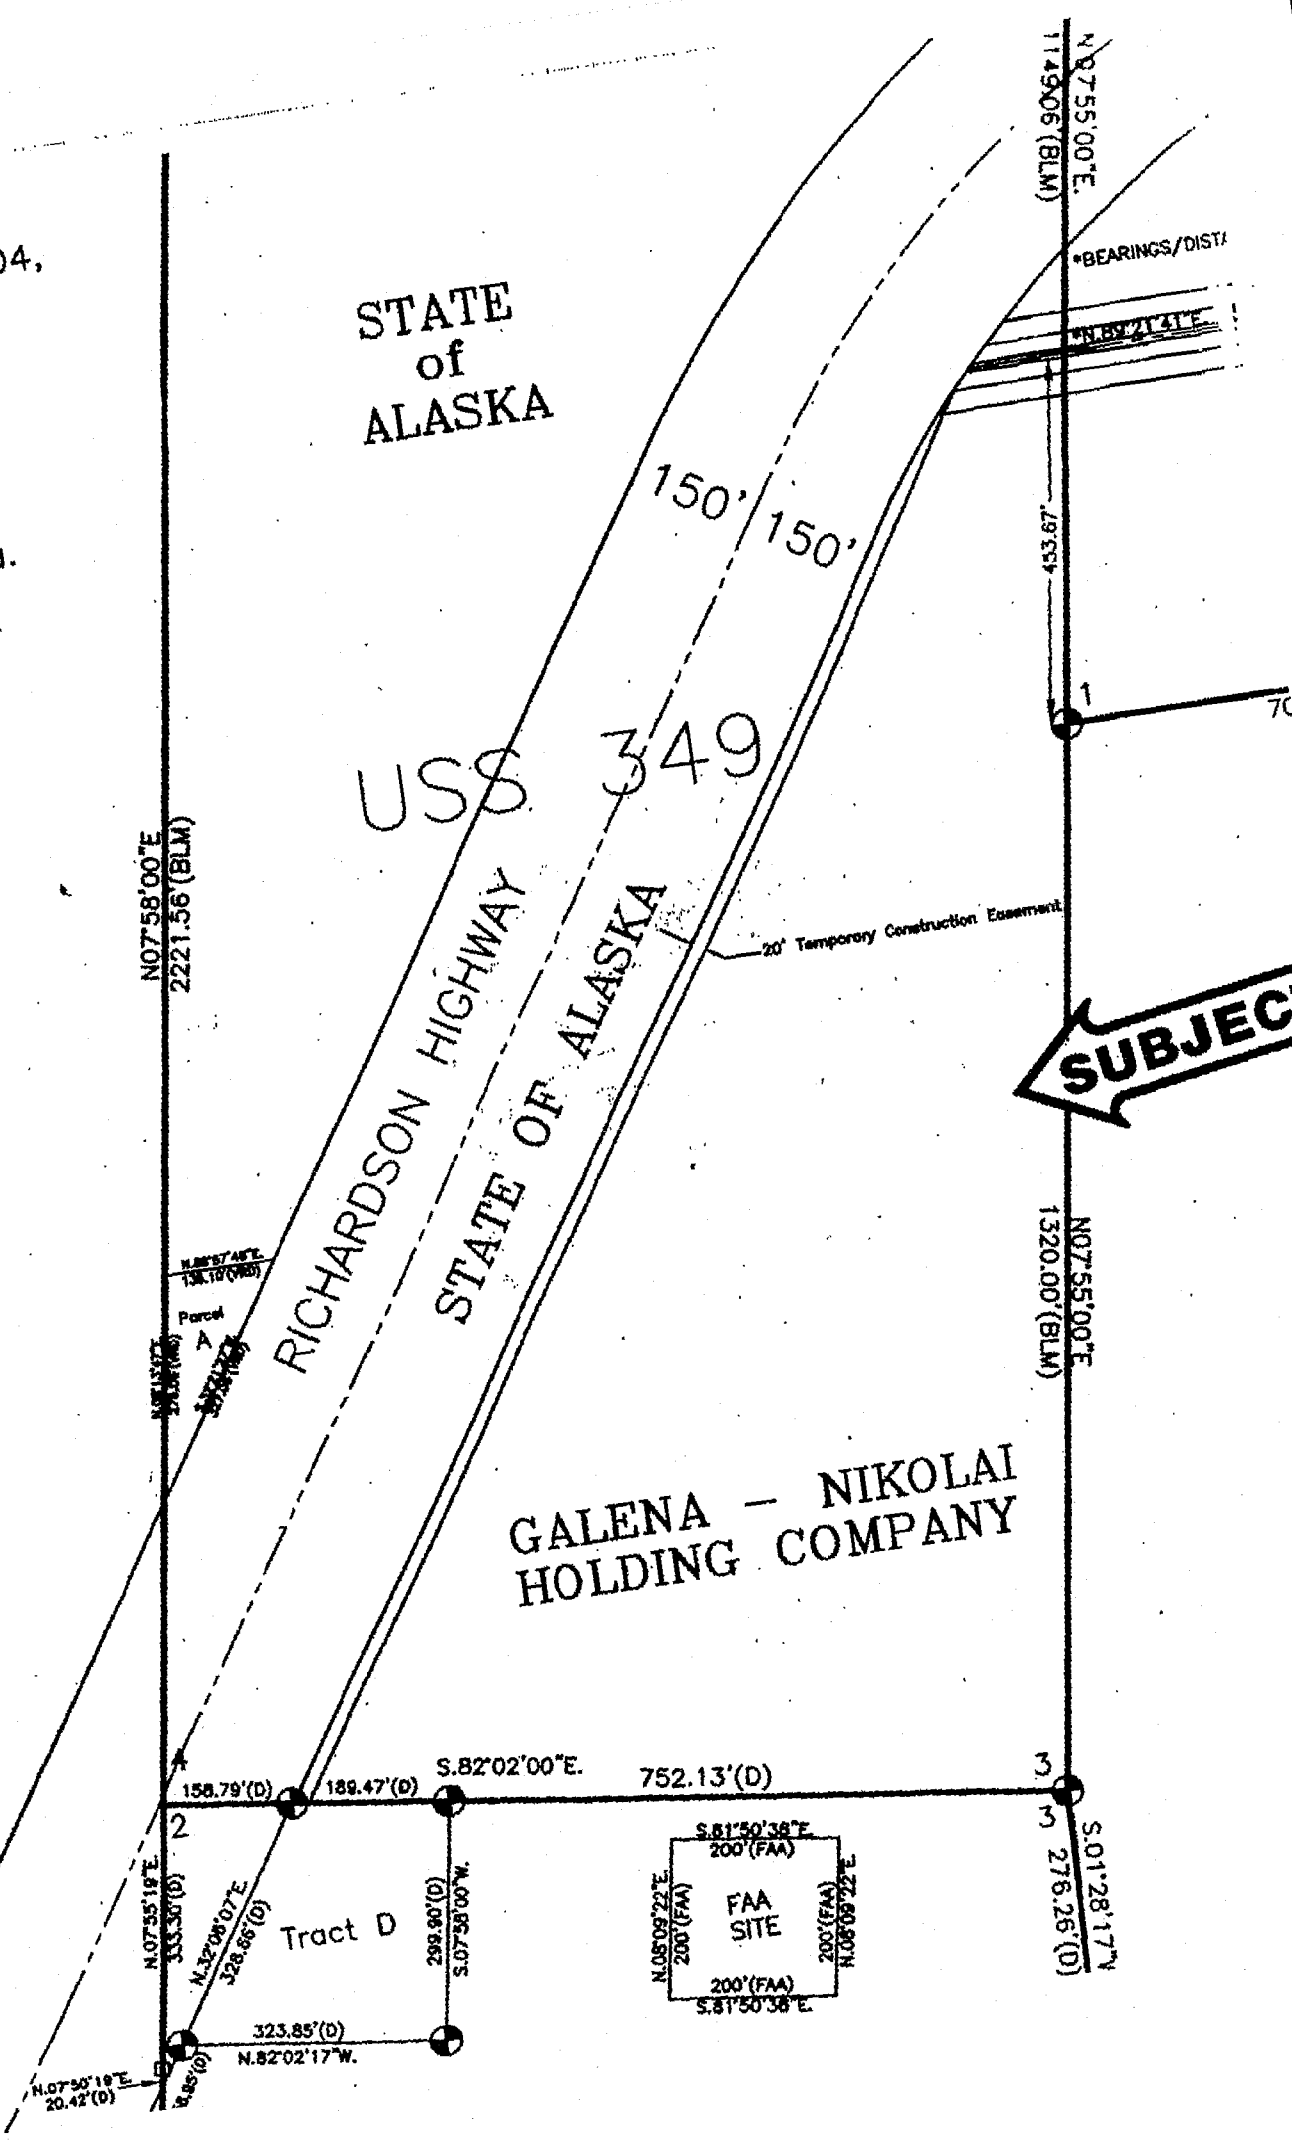 N 07°55'00"E.
1149.06'(BLM)
04,
*BEARINGS/DIST
STATE
of
ALASKA
*N.89°21'41"E.
150' 150'
453.67'
1
70
USS 349
N07°58'00"E
2221.56'(BLM)
RICHARDSON HIGHWAY
STATE OF ALASKA
20' Temporary Construction Easement
SUBJEC
N07°55'00"E
1320.00'(BLM)
Parcel
A
GALENA - NIKOLAI
HOLDING COMPANY
4
158.79'(D)
189.47'(D)
S.82°02'00"E.
752.13'(D)
3
2
3
S.81°50'38"E.
200'(FAA)
N.08°09'22"E.
200'(FAA)
FAA
SITE
200'(FAA)
N.08°09'22"E.
200'(FAA)
S.81°50'38"E.
S.01°28'17"W
276.26'(D)
N.07°55'19"E.
333.30'(D)
N.32°08'07"E.
328.66'(D)
Tract D
299.90'(D)
S.07°58'00"W.
323.85'(D)
N.82°02'17"W.
N.07°50'19"E.
20.42'(D)